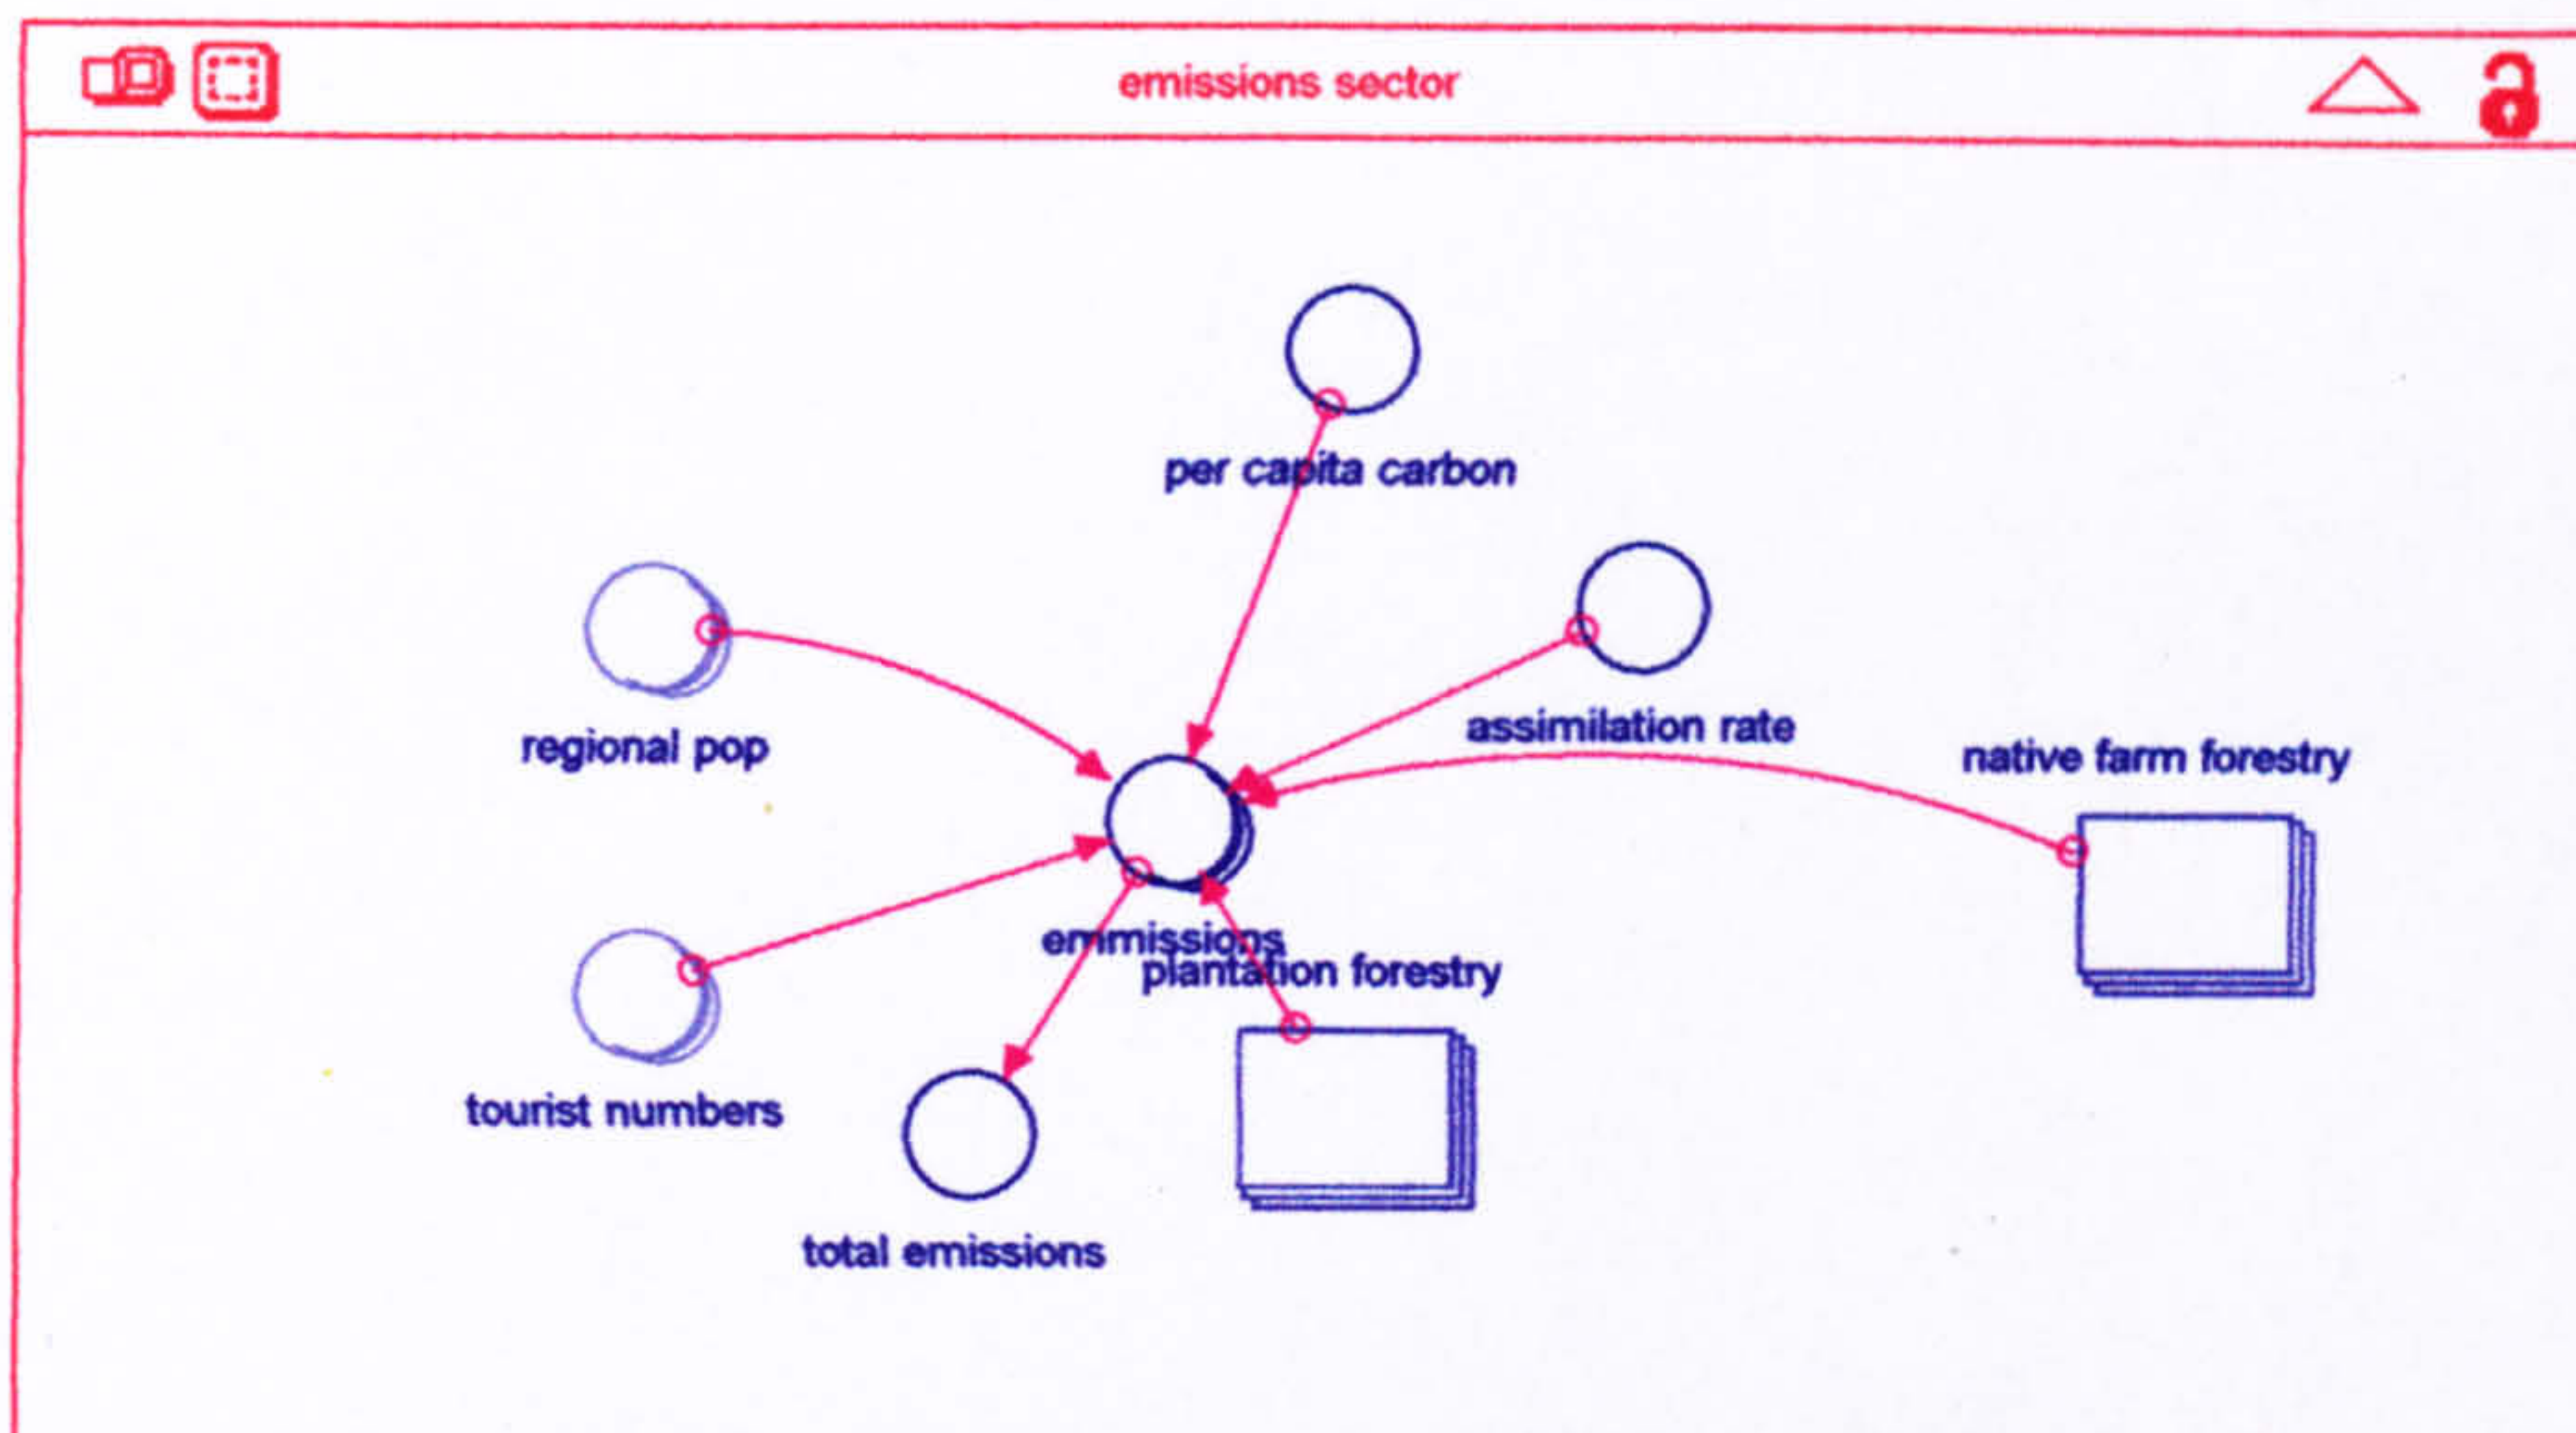 emissions sector
per capita carbon
assimilation rate
regional pop
native farm forestry
emmissions
plantation forestry
tourist numbers
total emissions